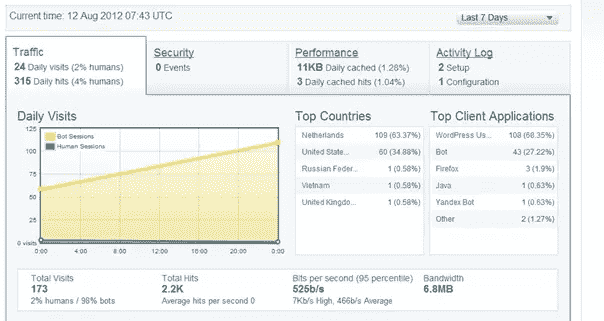 Current time: 12 Aug 2012 07:43 UTC
Last 7 Days
Traffic
24 Daily visits (2% humans)
315 Daily hits (4% humans)
Security
0 Events
Performance
11KB Daily cached (1.28%)
3 Daily cached hits (1.04%)
Activity Log
2 Setup
1 Configuration
Daily Visits
125
Bot Sessions
Human Sessions
100
75
50
25
0 visits
0:00 4:00 8:00 12:00 16:00 20:00 0:00
Top Countries
Netherlands 109 (63.37%)
United State... 60 (34.88%)
Russian Feder... 1 (0.58%)
Vietnam 1 (0.58%)
United Kingdo... 1 (0.58%)
Top Client Applications
WordPress Us... 108 (68.35%)
Bot 43 (27.22%)
Firefox 3 (1.9%)
Java 1 (0.63%)
Yandex Bot 1 (0.63%)
Other 2 (1.27%)
Total Visits
173
2% humans / 98% bots
Total Hits
2.2K
Average hits per second 0
Bits per second (95 percentile)
525b/s
7Kb/s High, 466b/s Average
Bandwidth
6.8MB